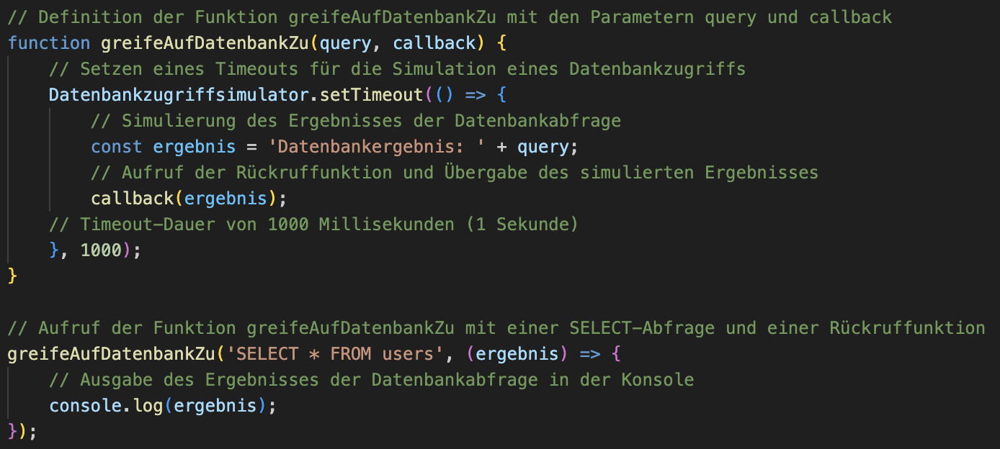 // Definition der Funktion greifeAufDatenbankZu mit den Parametern query und callback
function greifeAufDatenbankZu(query, callback) {
    // Setzen eines Timeouts für die Simulation eines Datenbankzugriffs
    Datenbankzugriffsimulator.setTimeout(() => {
        // Simulierung des Ergebnisses der Datenbankabfrage
        const ergebnis = 'Datenbankergebnis: ' + query;
        // Aufruf der Rückruffunktion und Übergabe des simulierten Ergebnisses
        callback(ergebnis);
    // Timeout-Dauer von 1000 Millisekunden (1 Sekunde)
    }, 1000);
}

// Aufruf der Funktion greifeAufDatenbankZu mit einer SELECT-Abfrage und einer Rückruffunktion
greifeAufDatenbankZu('SELECT * FROM users', (ergebnis) => {
    // Ausgabe des Ergebnisses der Datenbankabfrage in der Konsole
    console.log(ergebnis);
});